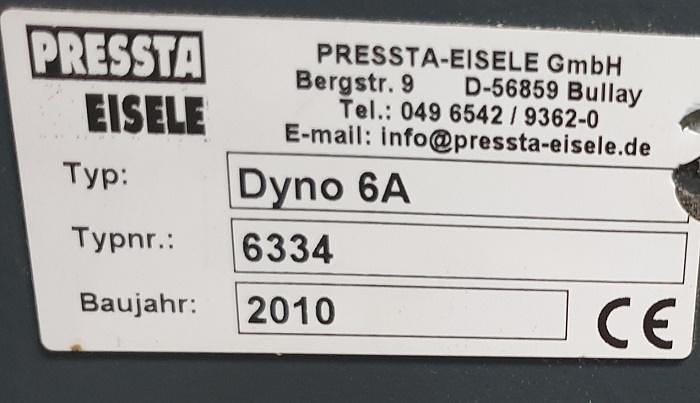 PRESSTA
EISELE
PRESSTA-EISELE GmbH
Bergstr. 9 D-56859 Bullay
Tel.: 049 6542 / 9362-0
E-mail: info@pressta-eisele.de
Typ: Dyno 6A
Typnr.: 6334
Baujahr: 2010 CE